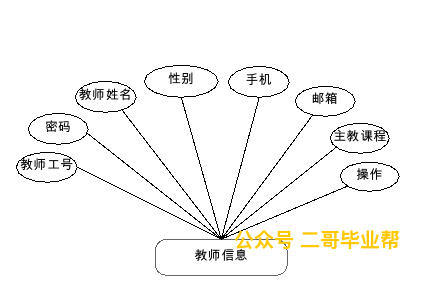 性别
手机
教师姓名
邮箱
密码
主教课程
教师工号
操作
公众号 二哥毕业帮
教师信息